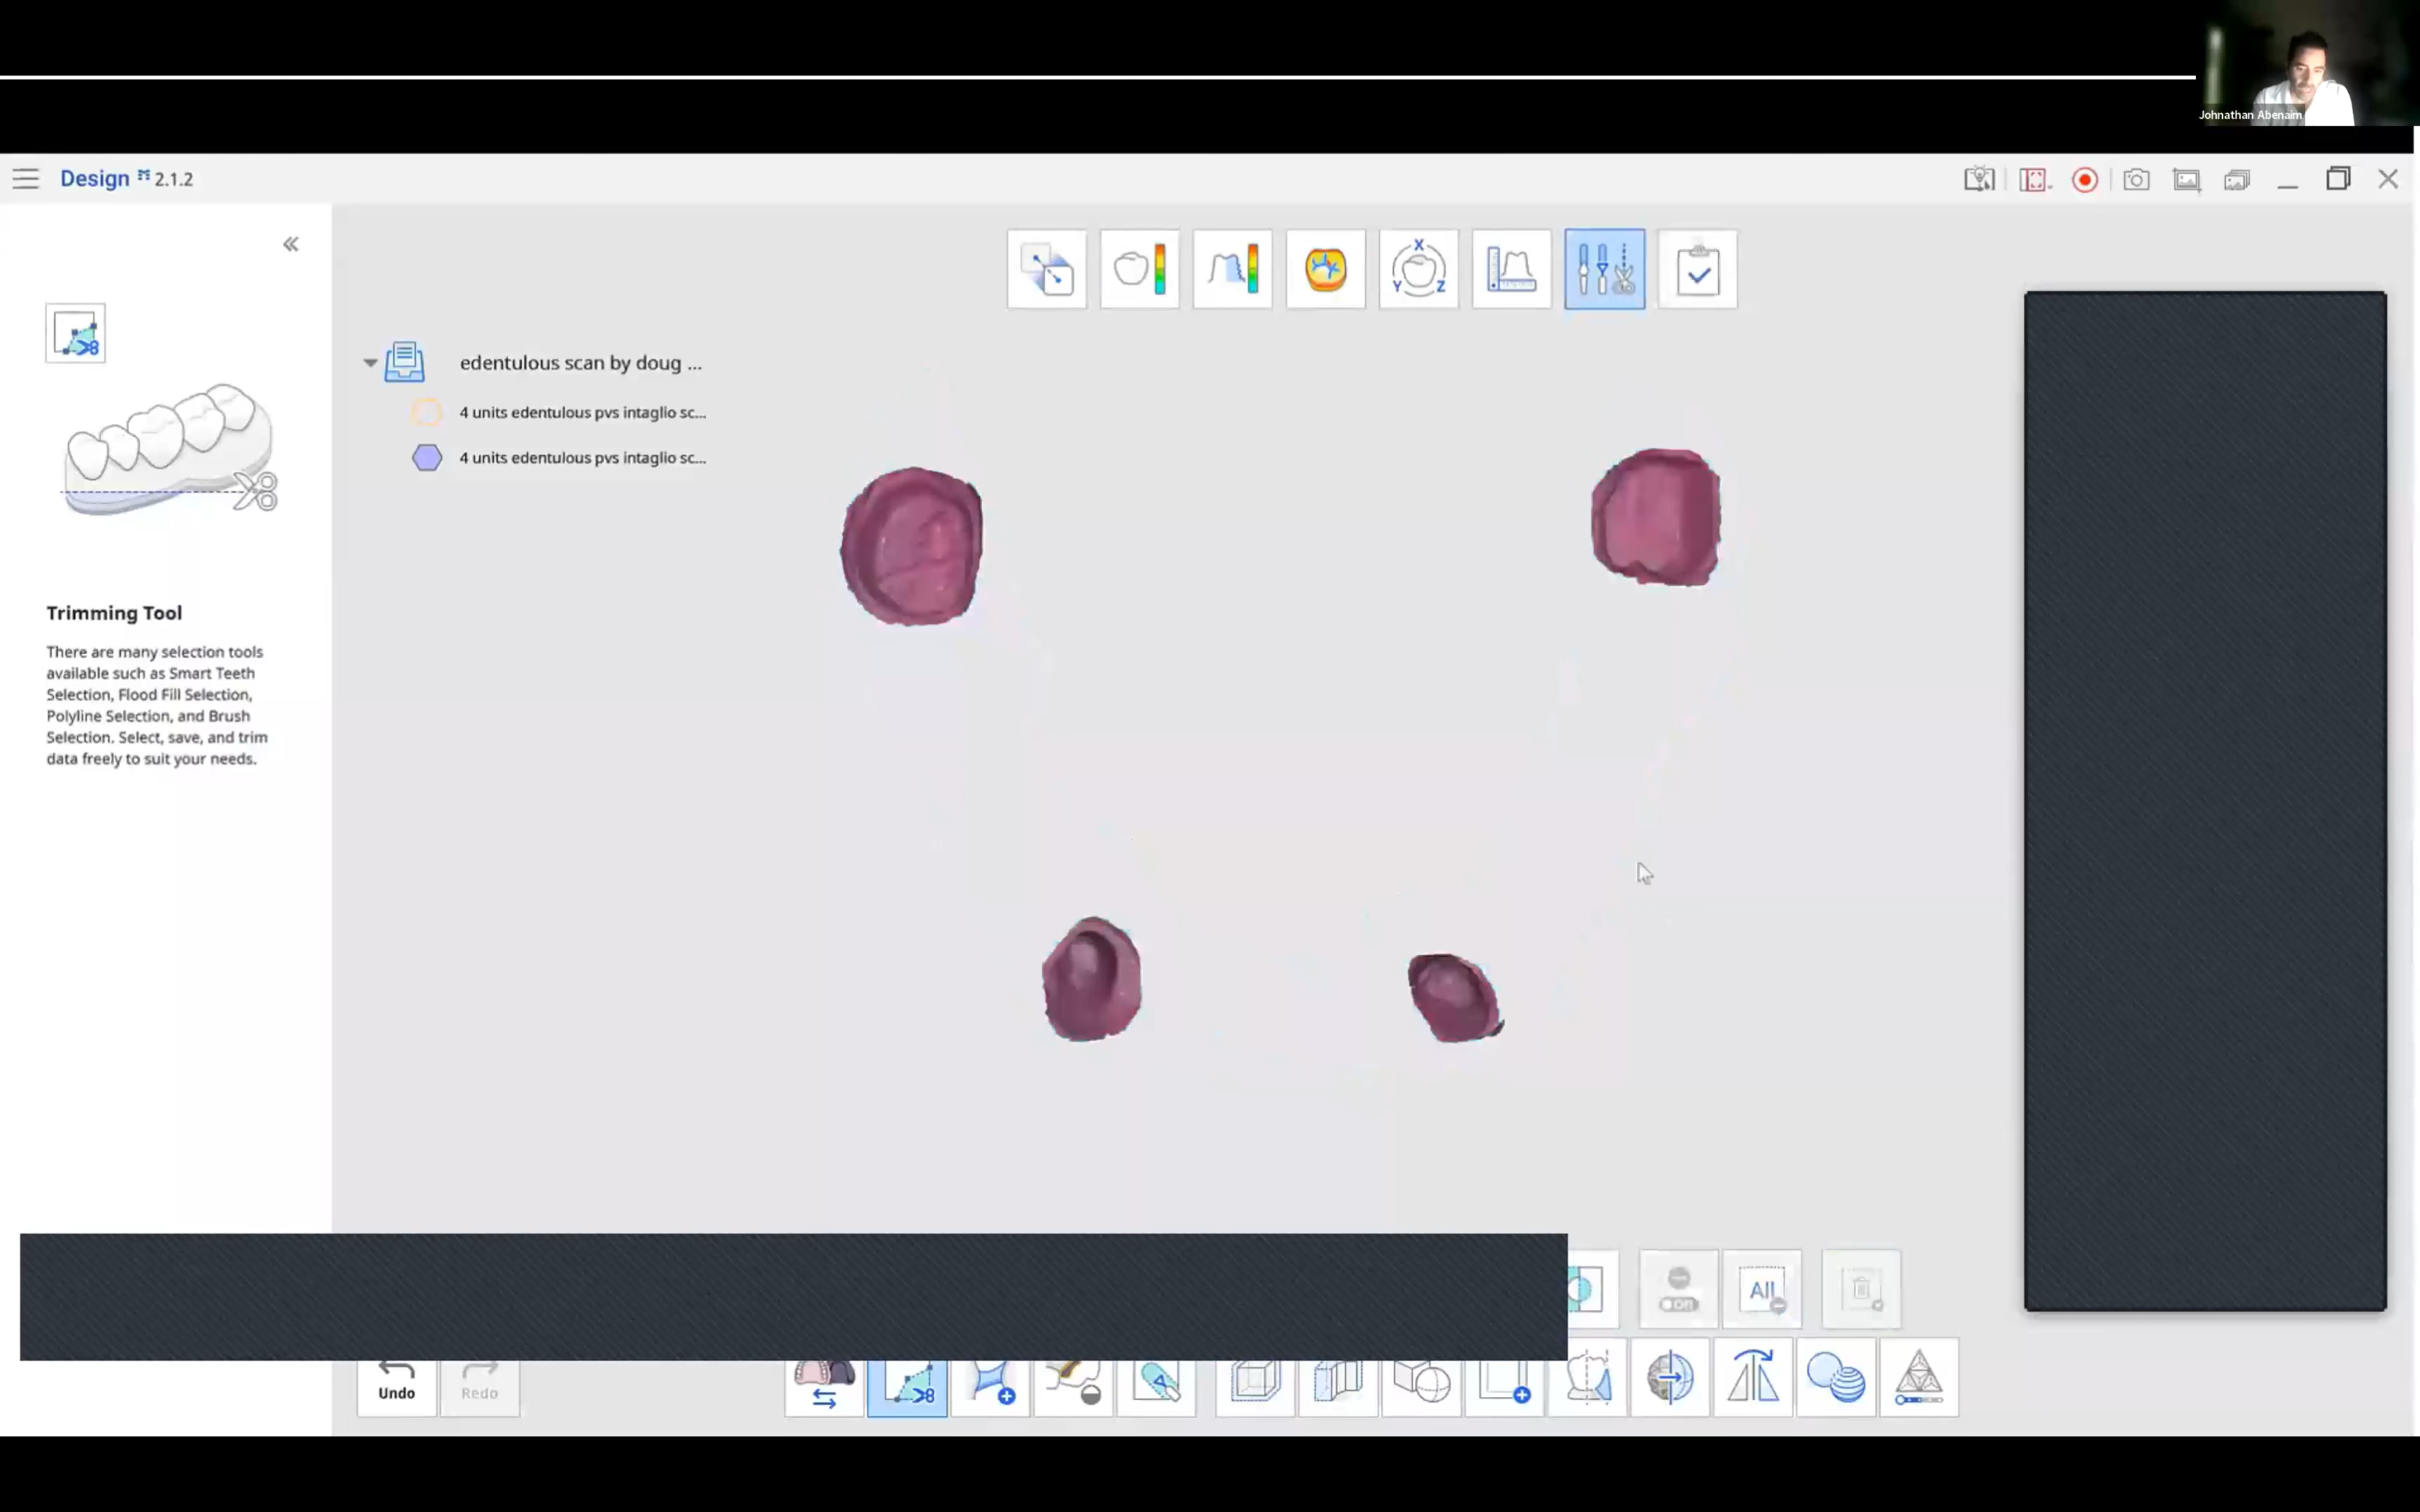 Johnathan Abenaim
Design 2.1.2
X
Y Z
edentulous scan by doug ...
4 units edentulous pvs intaglio sc...
4 units edentulous pvs intaglio sc...
Trimming Tool
There are many selection tools
available such as Smart Teeth
Selection, Flood Fill Selection,
Polyline Selection, and Brush
Selection. Select, save, and trim
data freely to suit your needs.
Off
All
Undo
Redo